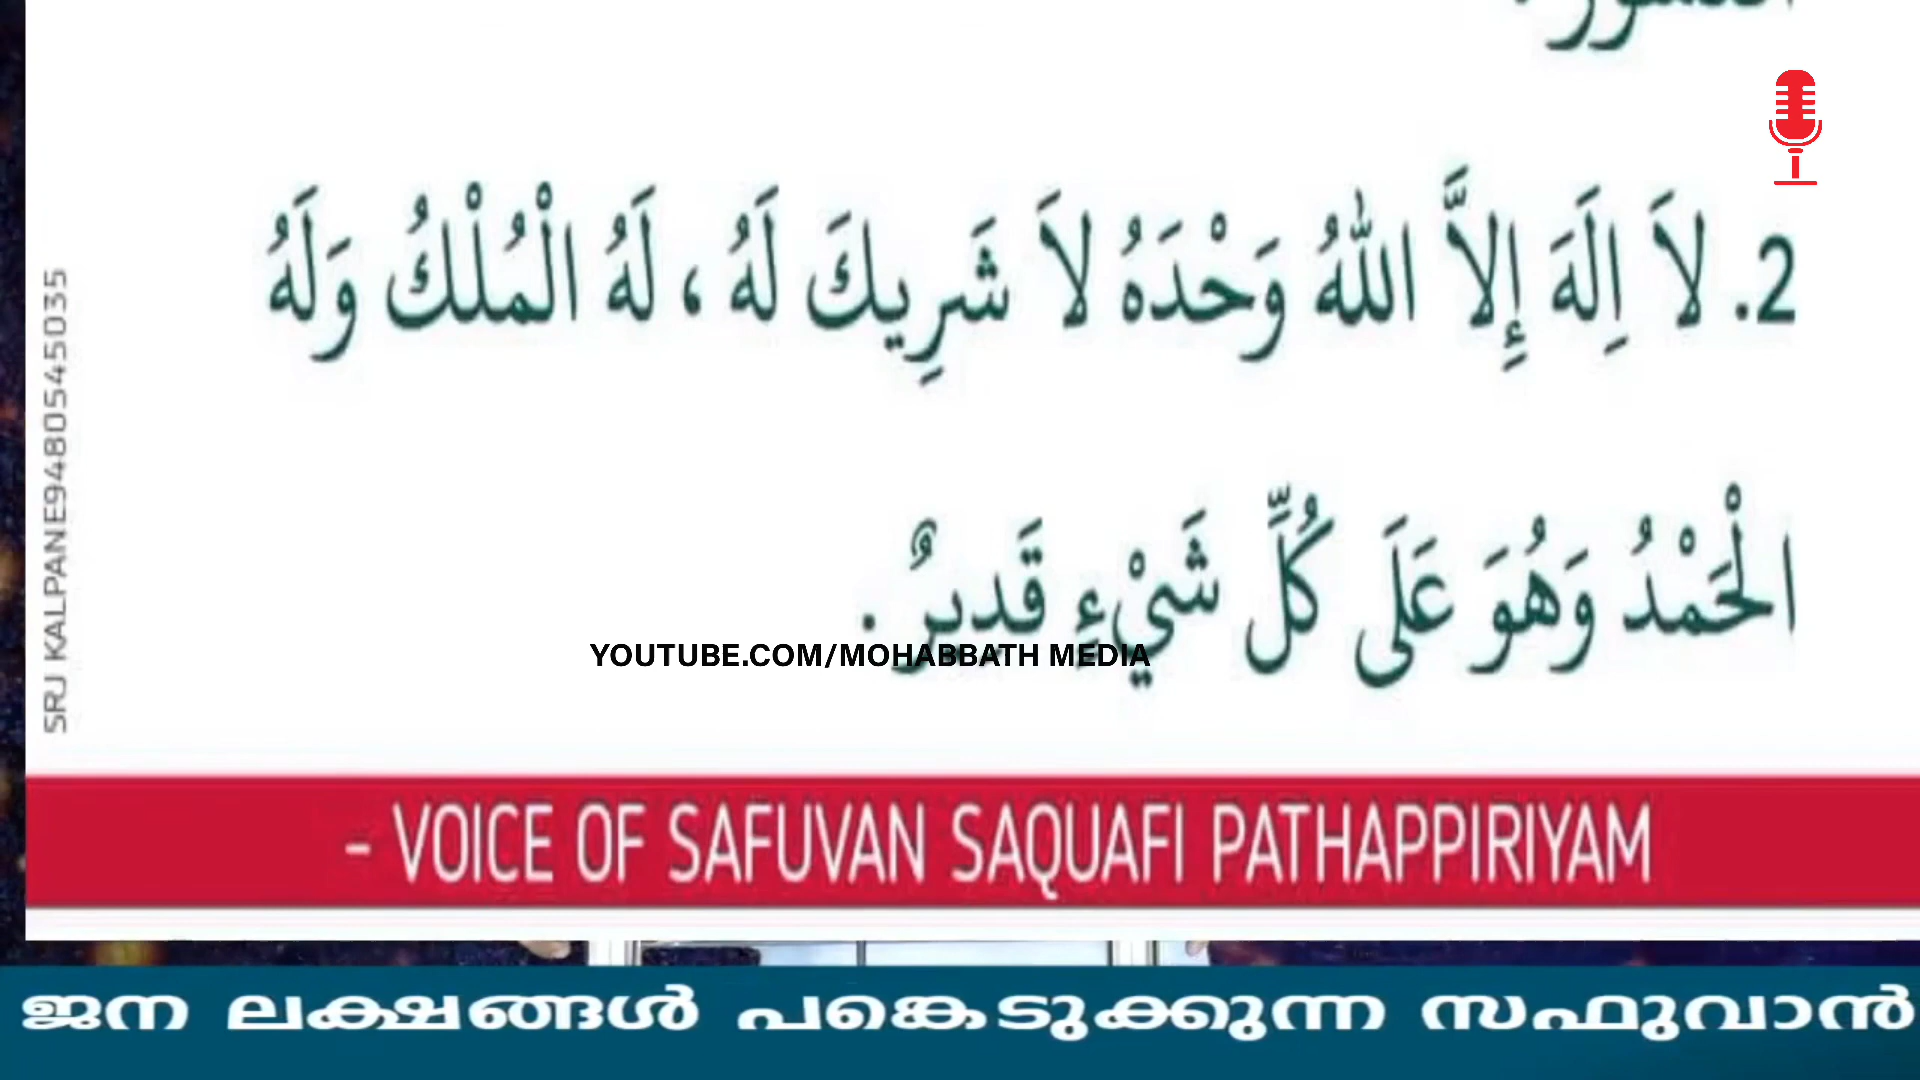 2. لاَ اِلَهَ إِلاَّ اللهُ وَحْدَهُ لاَ شَرِيكَ لَهُ ، لَهُ الْمُلْكُ وَلَهُ
الْحَمْدُ وَهُوَ عَلَى كُلِّ شَيْءٍ قَدِيرٌ .
YOUTUBE.COM/MOHABBATH MEDIA
SRJ KALPANE9480545035
- VOICE OF SAFUVAN SAQUAFI PATHAPPIRIYAM
ജന ലക്ഷങ്ങൾ പങ്കെടുക്കുന്ന സഫുവാൻ